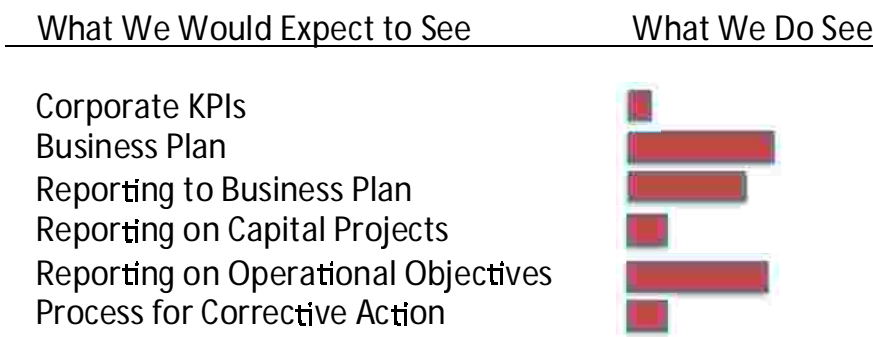 What We Would Expect to See What We Do See
Corporate KPIs
Business Plan
Reporting to Business Plan
Reporting on Capital Projects
Reporting on Operational Objectives
Process for Corrective Action